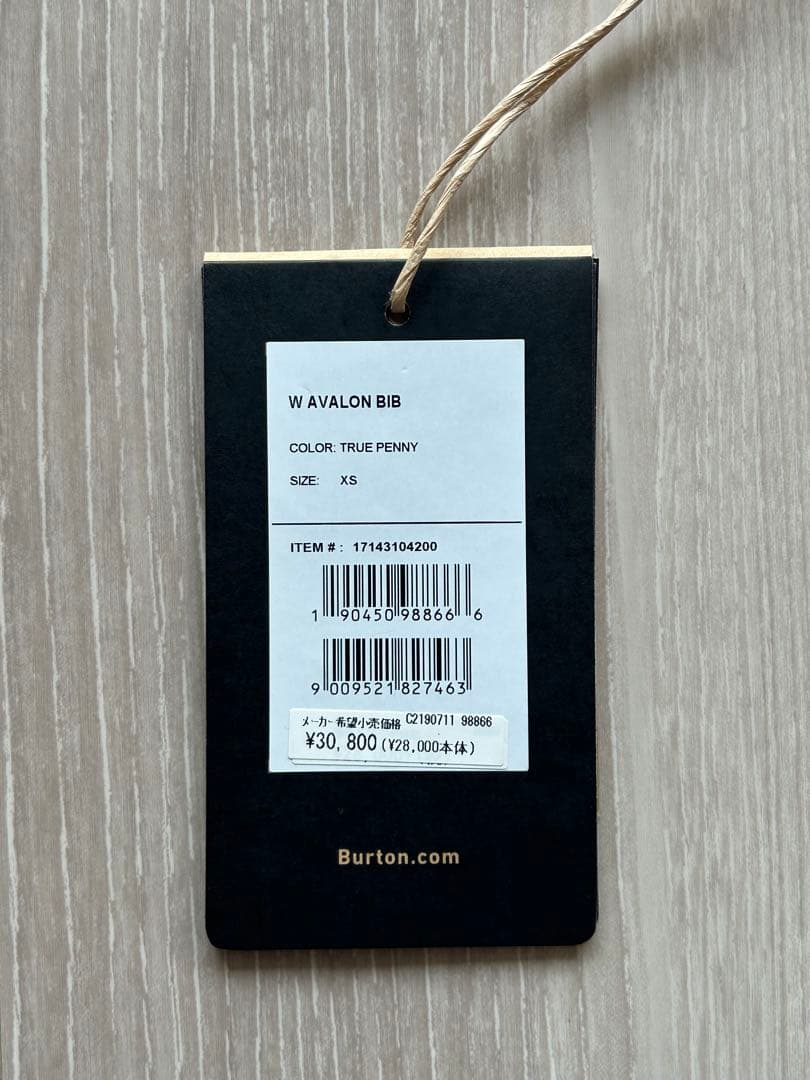 W AVALON BIB
COLOR: TRUE PENNY
SIZE: XS
ITEM # : 17143104200
1 90450 98866 6
9 009521 827463
メーカー希望小売価格 C2190711 98866
¥30,800 (¥28,000本体)
Burton.com